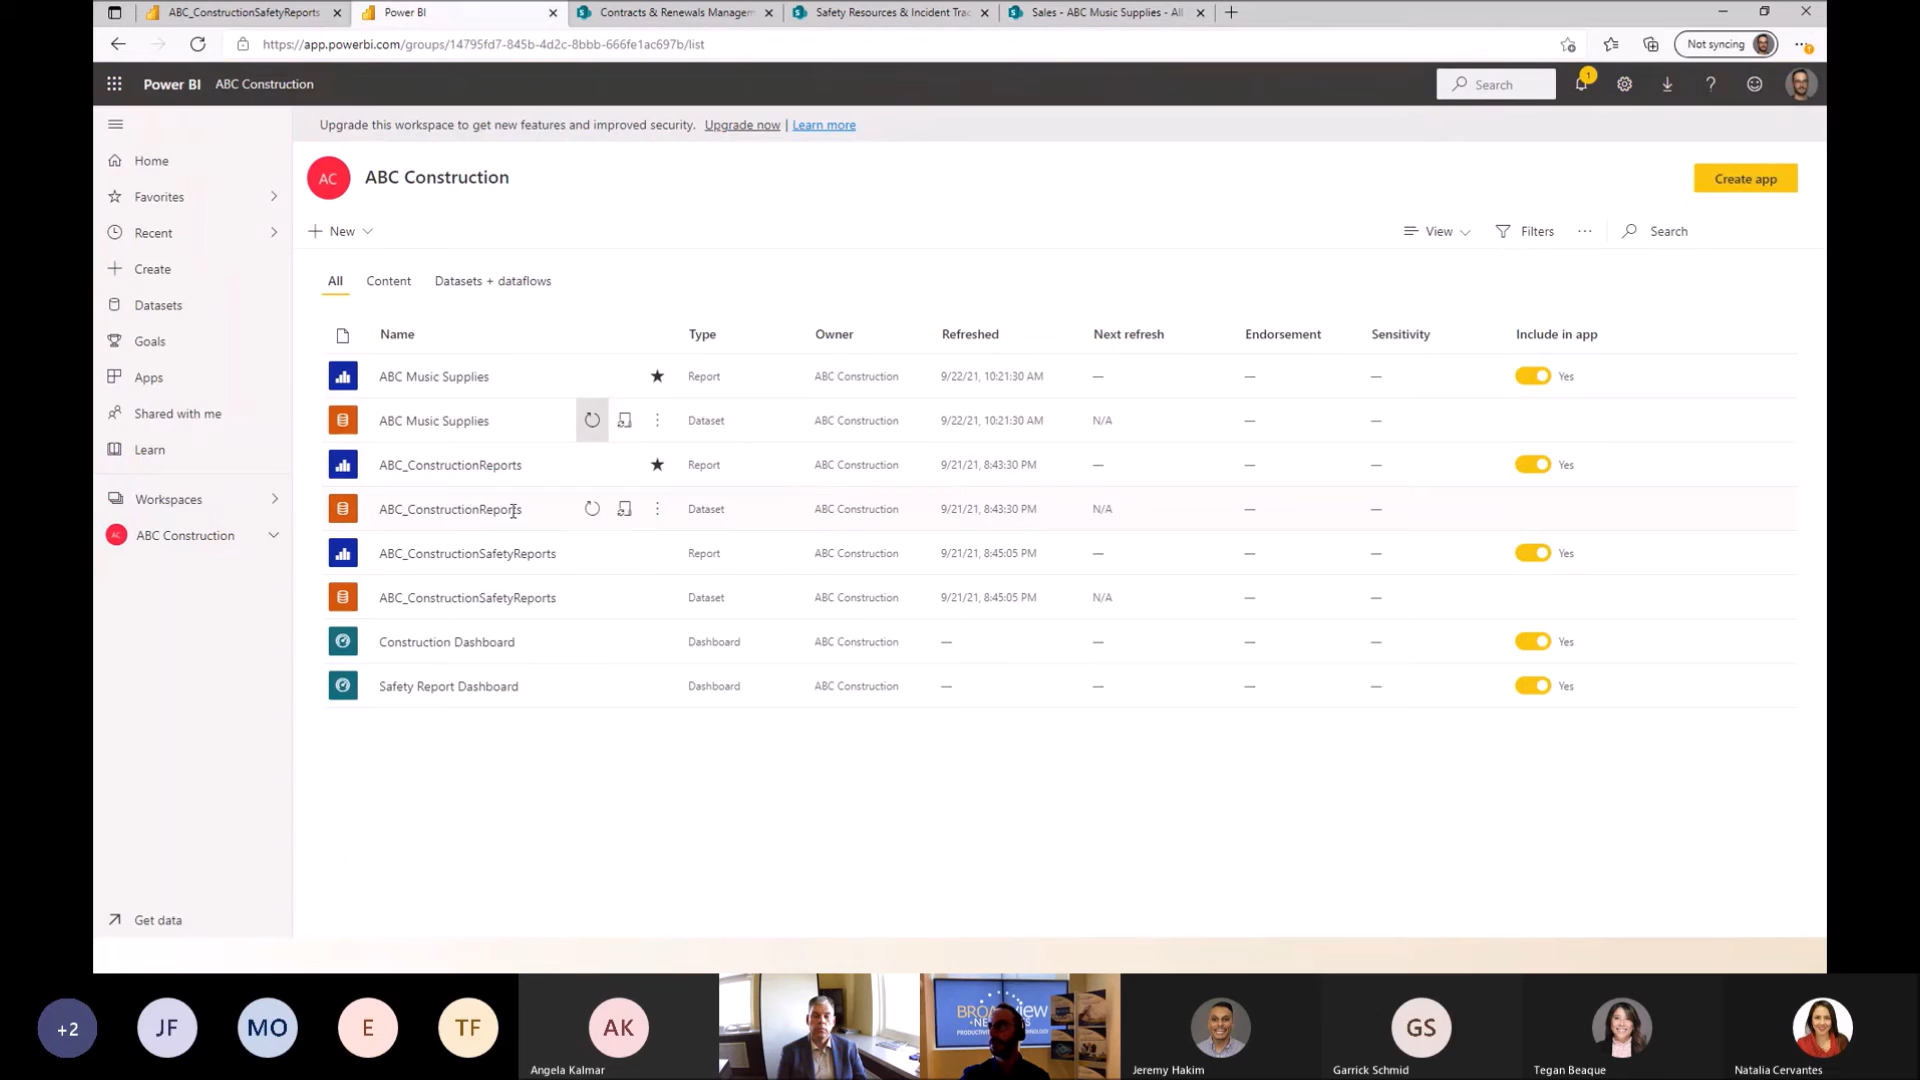 ABC_ConstructionSafetyReports
Power BI
Contracts & Renewals Managem
Safety Resources & Incident Trac
Sales - ABC Music Supplies - All
https://app.powerbi.com/groups/14795fd7-845b-4d2c-8bbb-666fe1ac697b/list
Not syncing
Power BI ABC Construction
Search
1
Upgrade this workspace to get new features and improved security. Upgrade now | Learn more
Home
Favorites
Recent
Create
Datasets
Goals
Apps
Shared with me
Learn
Workspaces
AC ABC Construction
Get data
AC ABC Construction
Create app
New
View Filters Search
All Content Datasets + dataflows
Name Type Owner Refreshed Next refresh Endorsement Sensitivity Include in app
ABC Music Supplies Report ABC Construction 9/22/21, 10:21:30 AM — — — Yes
ABC Music Supplies Dataset ABC Construction 9/22/21, 10:21:30 AM N/A — —
ABC_ConstructionReports Report ABC Construction 9/21/21, 8:43:30 PM — — — Yes
ABC_ConstructionReports Dataset ABC Construction 9/21/21, 8:43:30 PM N/A — —
ABC_ConstructionSafetyReports Report ABC Construction 9/21/21, 8:45:05 PM — — — Yes
ABC_ConstructionSafetyReports Dataset ABC Construction 9/21/21, 8:45:05 PM N/A — —
Construction Dashboard Dashboard ABC Construction — — — — Yes
Safety Report Dashboard Dashboard ABC Construction — — — — Yes
+2
JF
MO
E
TF
AK
Angela Kalmar
Jeremy Hakim
GS
Garrick Schmid
Tegan Beaque
Natalia Cervantes